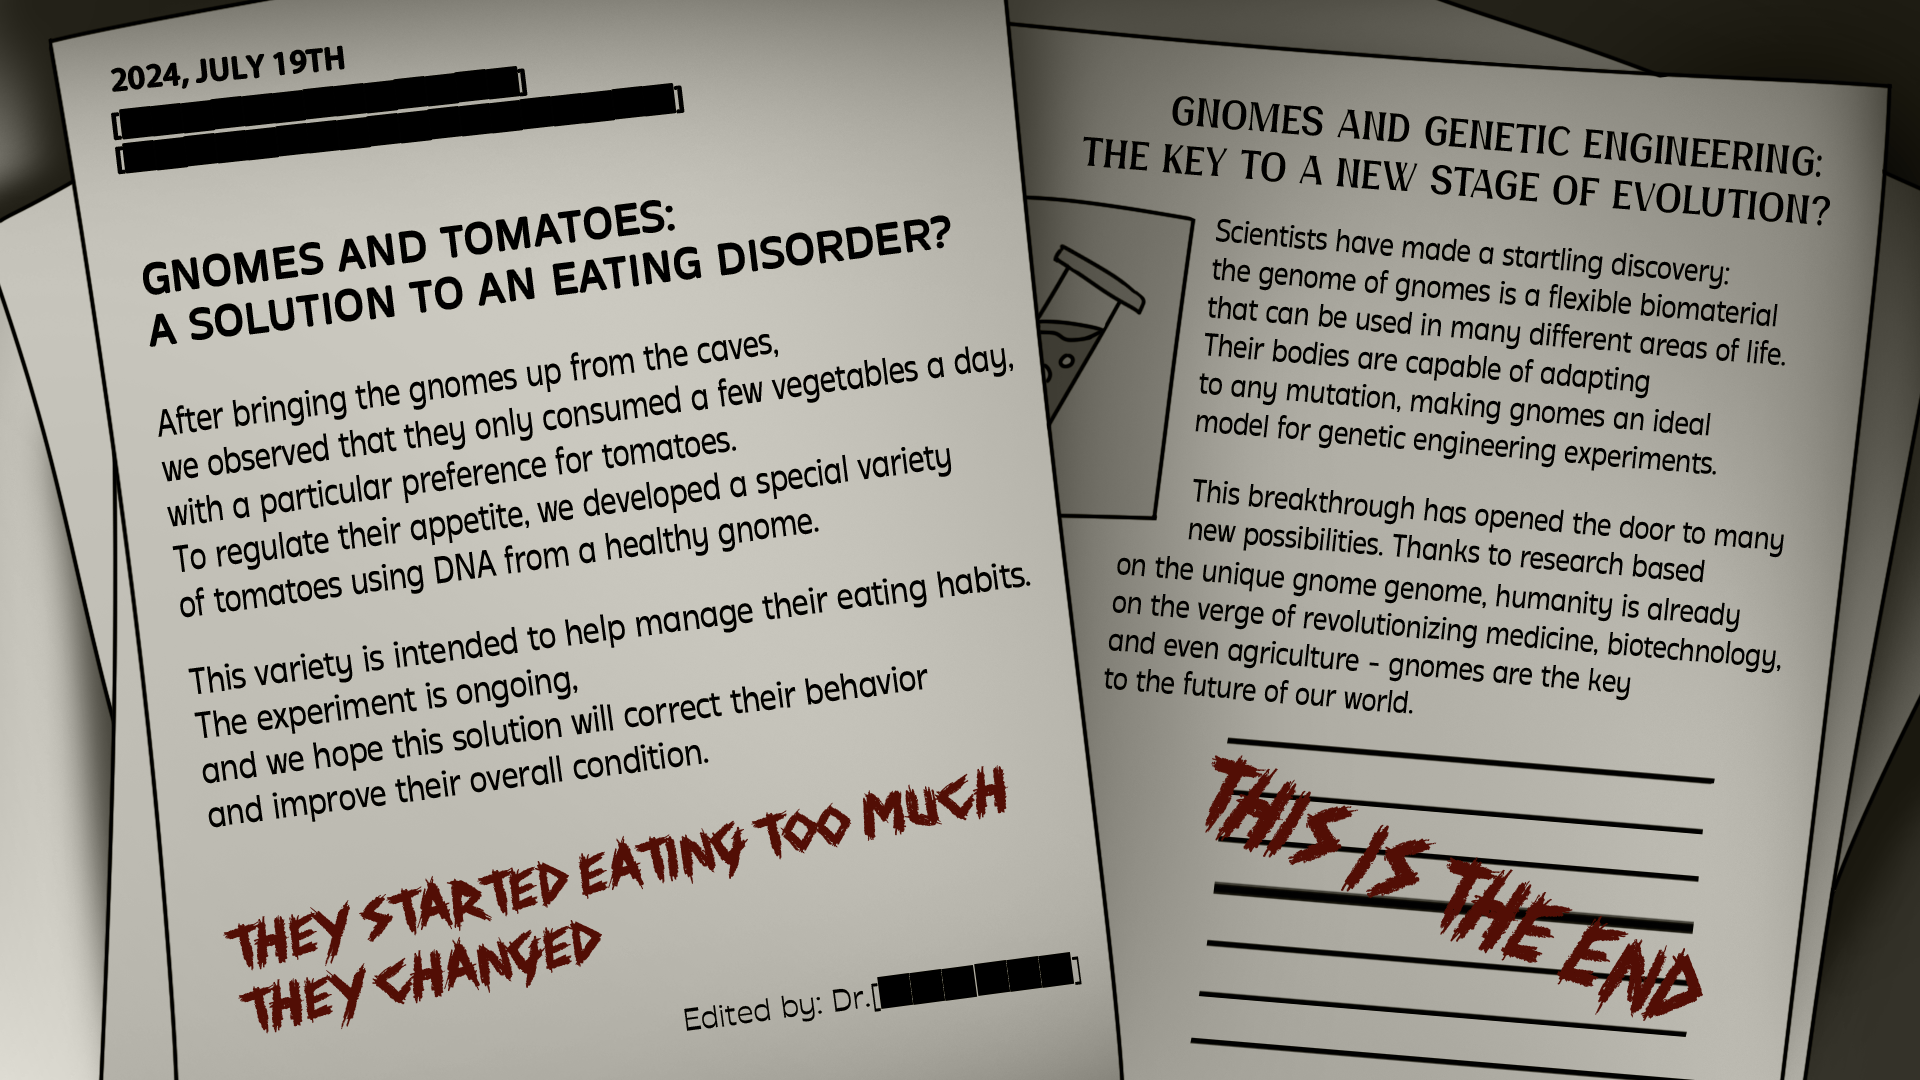 2024, JULY 19TH
GNOMES AND TOMATOES:
A SOLUTION TO AN EATING DISORDER?
After bringing the gnomes up from the caves,
we observed that they only consumed a few vegetables a day,
with a particular preference for tomatoes.
To regulate their appetite, we developed a special variety
of tomatoes using DNA from a healthy gnome.
This variety is intended to help manage their eating habits.
The experiment is ongoing,
and we hope this solution will correct their behavior
and improve their overall condition.
THEY STARTED EATING TOO MUCH
THEY CHANGED
Edited by: Dr.[          ]
GNOMES AND GENETIC ENGINEERING:
THE KEY TO A NEW STAGE OF EVOLUTION?
Scientists have made a startling discovery:
the genome of gnomes is a flexible biomaterial
that can be used in many different areas of life.
Their bodies are capable of adapting
to any mutation, making gnomes an ideal
model for genetic engineering experiments.
This breakthrough has opened the door to many
new possibilities. Thanks to research based
on the unique gnome genome, humanity is already
on the verge of revolutionizing medicine, biotechnology,
and even agriculture - gnomes are the key
to the future of our world.
THIS IS THE END